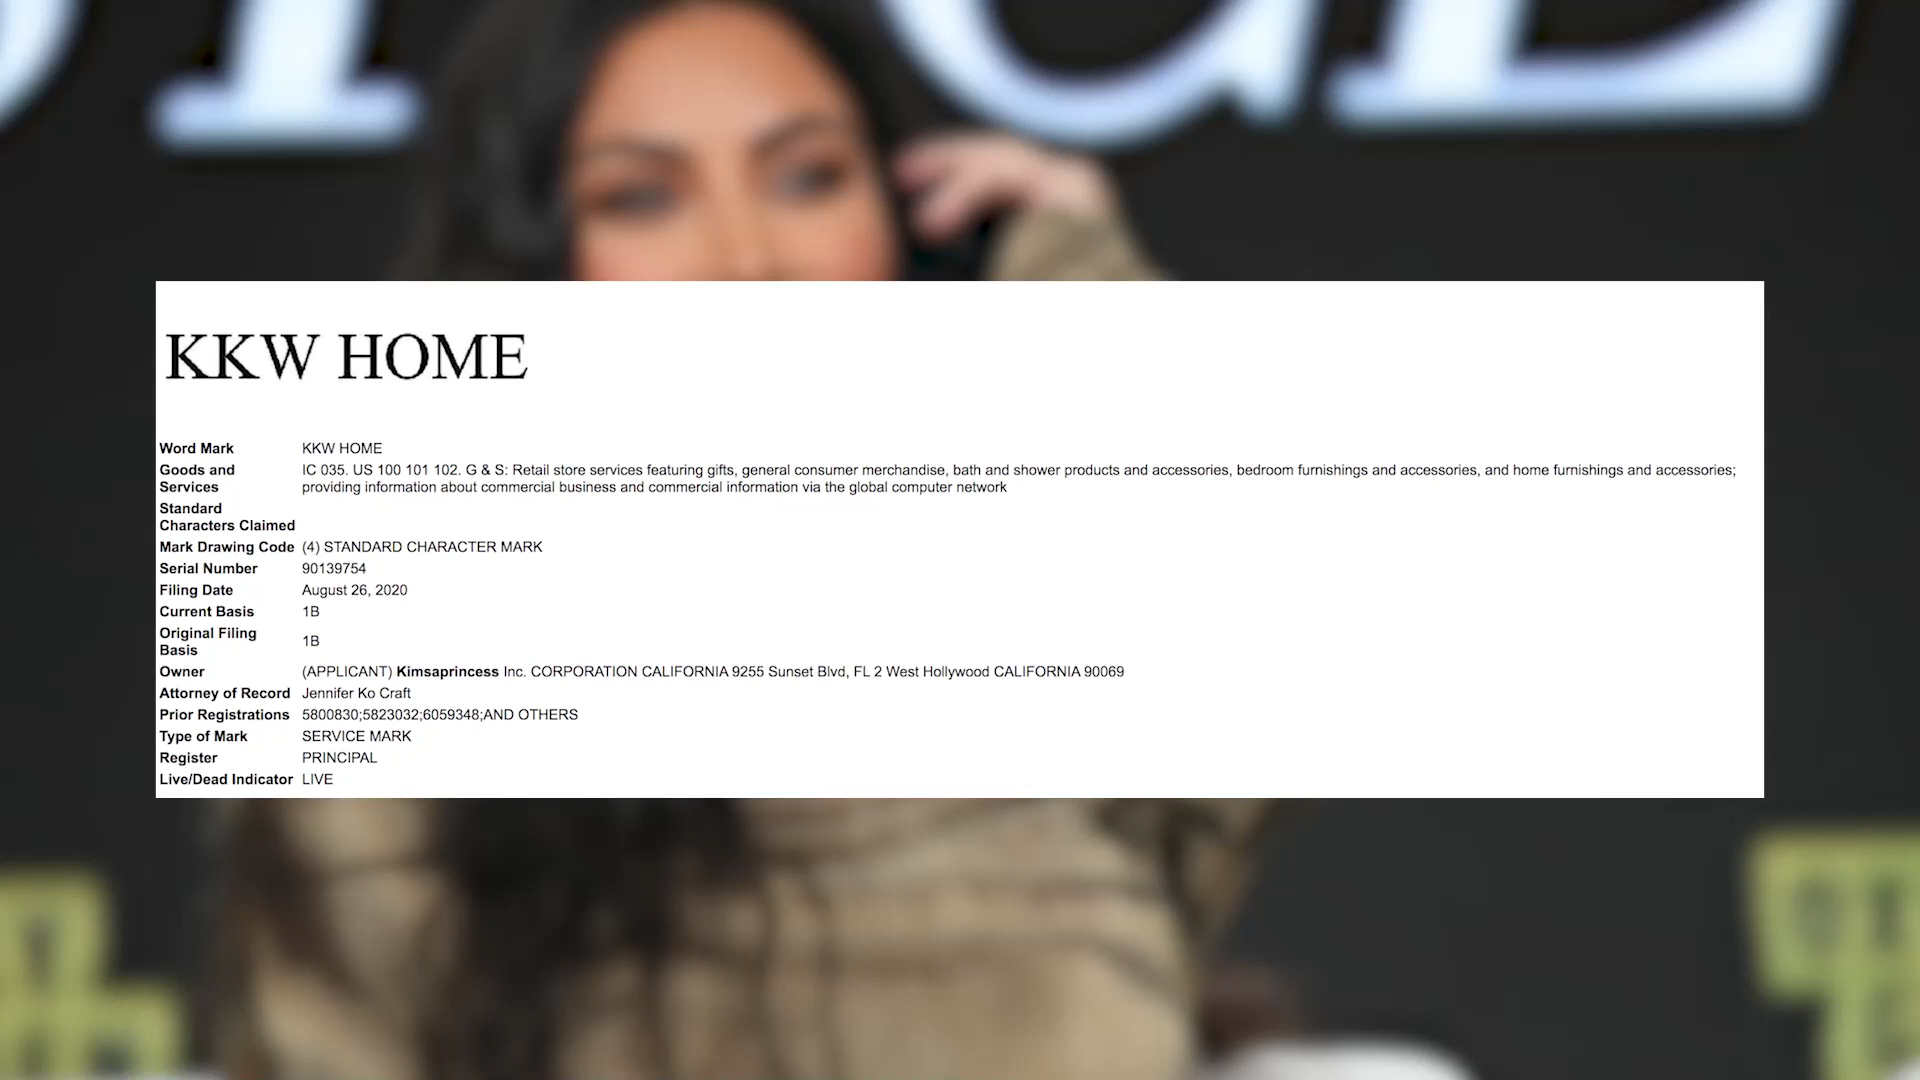 KKW HOME
Word Mark KKW HOME
Goods and Services IC 035. US 100 101 102. G & S: Retail store services featuring gifts, general consumer merchandise, bath and shower products and accessories, bedroom furnishings and accessories, and home furnishings and accessories;
providing information about commercial business and commercial information via the global computer network
Standard
Characters Claimed
Mark Drawing Code (4) STANDARD CHARACTER MARK
Serial Number 90139754
Filing Date August 26, 2020
Current Basis 1B
Original Filing Basis 1B
Owner (APPLICANT) Kimsaprincess Inc. CORPORATION CALIFORNIA 9255 Sunset Blvd, FL 2 West Hollywood CALIFORNIA 90069
Attorney of Record Jennifer Ko Craft
Prior Registrations 5800830;5823032;6059348;AND OTHERS
Type of Mark SERVICE MARK
Register PRINCIPAL
Live/Dead Indicator LIVE